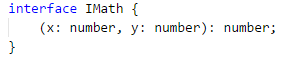 interface IMath {
    (x: number, y: number): number;
}